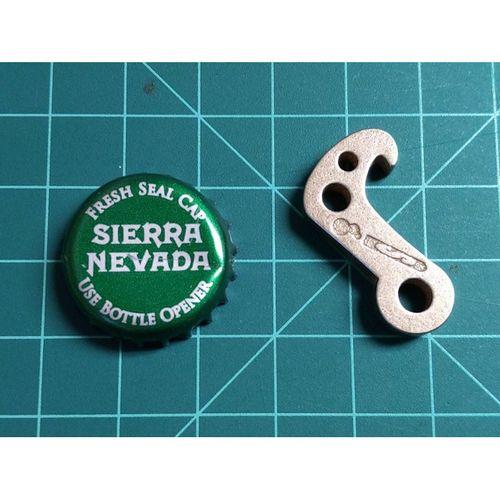 FRESH SEAL CAP
SIERRA
NEVADA
USE BOTTLE OPENER